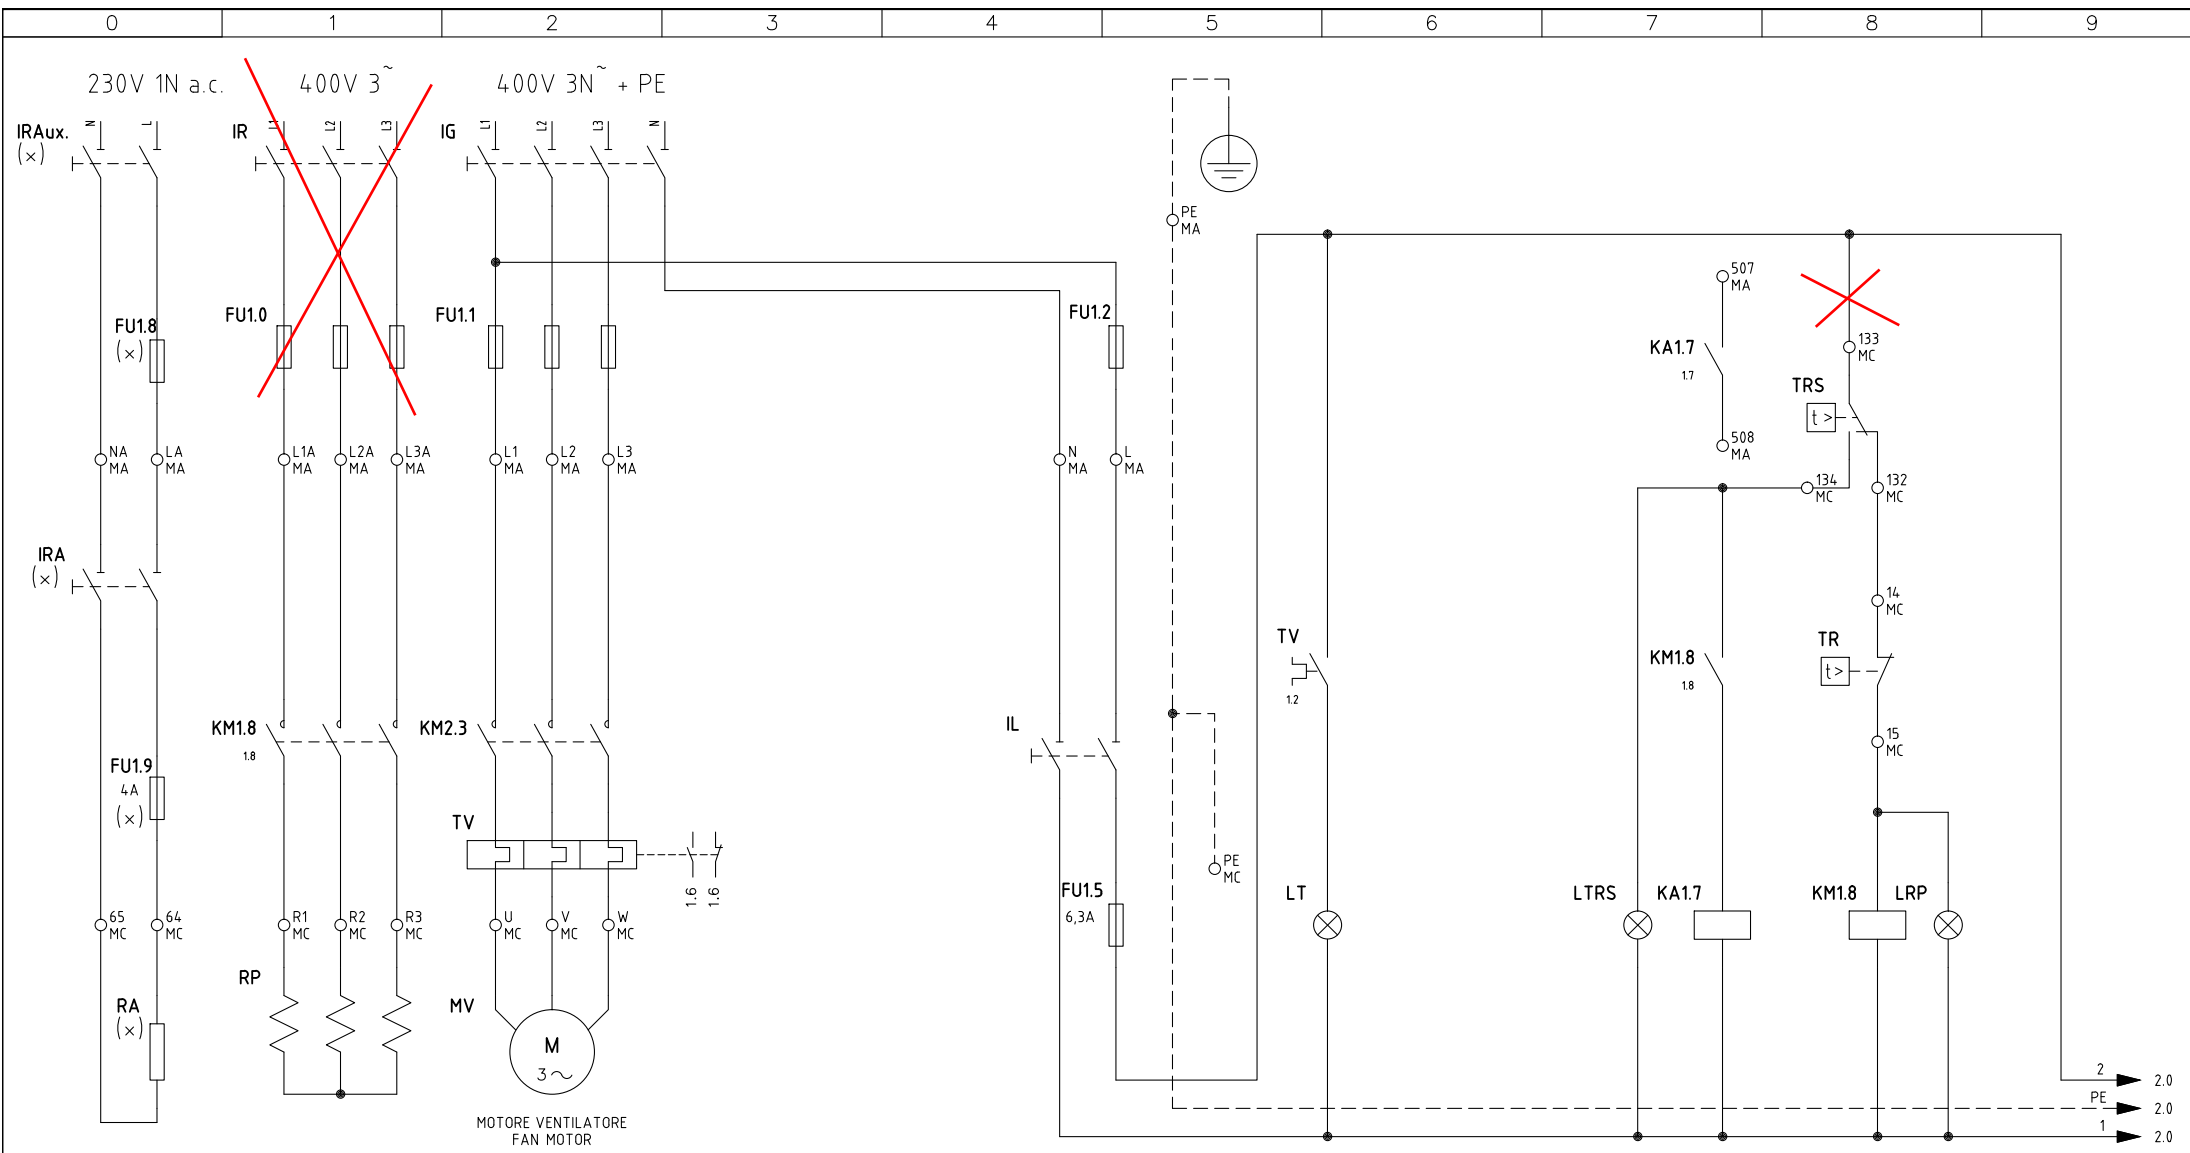 0 1 2 3 4 5 6 7 8 9
230V 1N a.c. 400V 3~ 400V 3N~ + PE
IRAux. (x) N L
IR L1 L2 L3
IG L1 L2 L3 N
PE MA
507 MA
FU1.8 (x)
FU1.0
FU1.1
FU1.2
KA1.7 1.7
133 MC
TRS t>
508 MA
NA MA
LA MA
L1A MA
L2A MA
L3A MA
L1 MA
L2 MA
L3 MA
N MA
L MA
134 MC
132 MC
IRA (x)
14 MC
TV 1.2
KM1.8 1.8
TR t>
KM1.8 1.8
KM2.3
IL
15 MC
FU1.9 4A (x)
TV
1.6 1.6
PE MC
FU1.5 6,3A
LT
LTRS
KA1.7
KM1.8
LRP
65 MC
64 MC
R1 MC
R2 MC
R3 MC
U MC
V MC
W MC
RP
RA (x)
MV
M 3~
MOTORE VENTILATORE
FAN MOTOR
2 2.0
PE 2.0
1 2.0